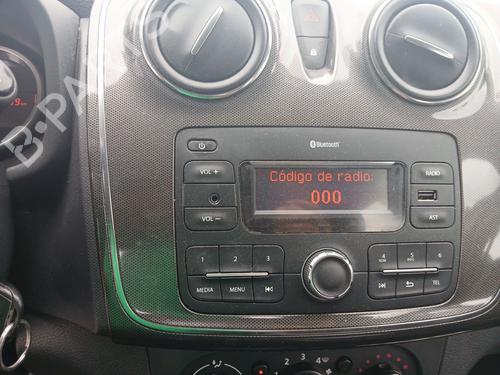 Bluetooth
VOL +
VOL -
Código de radio:
000
RADIO
AST
1 2 3
4 5 6
MEDIA MENU
TEL
B-PARTS